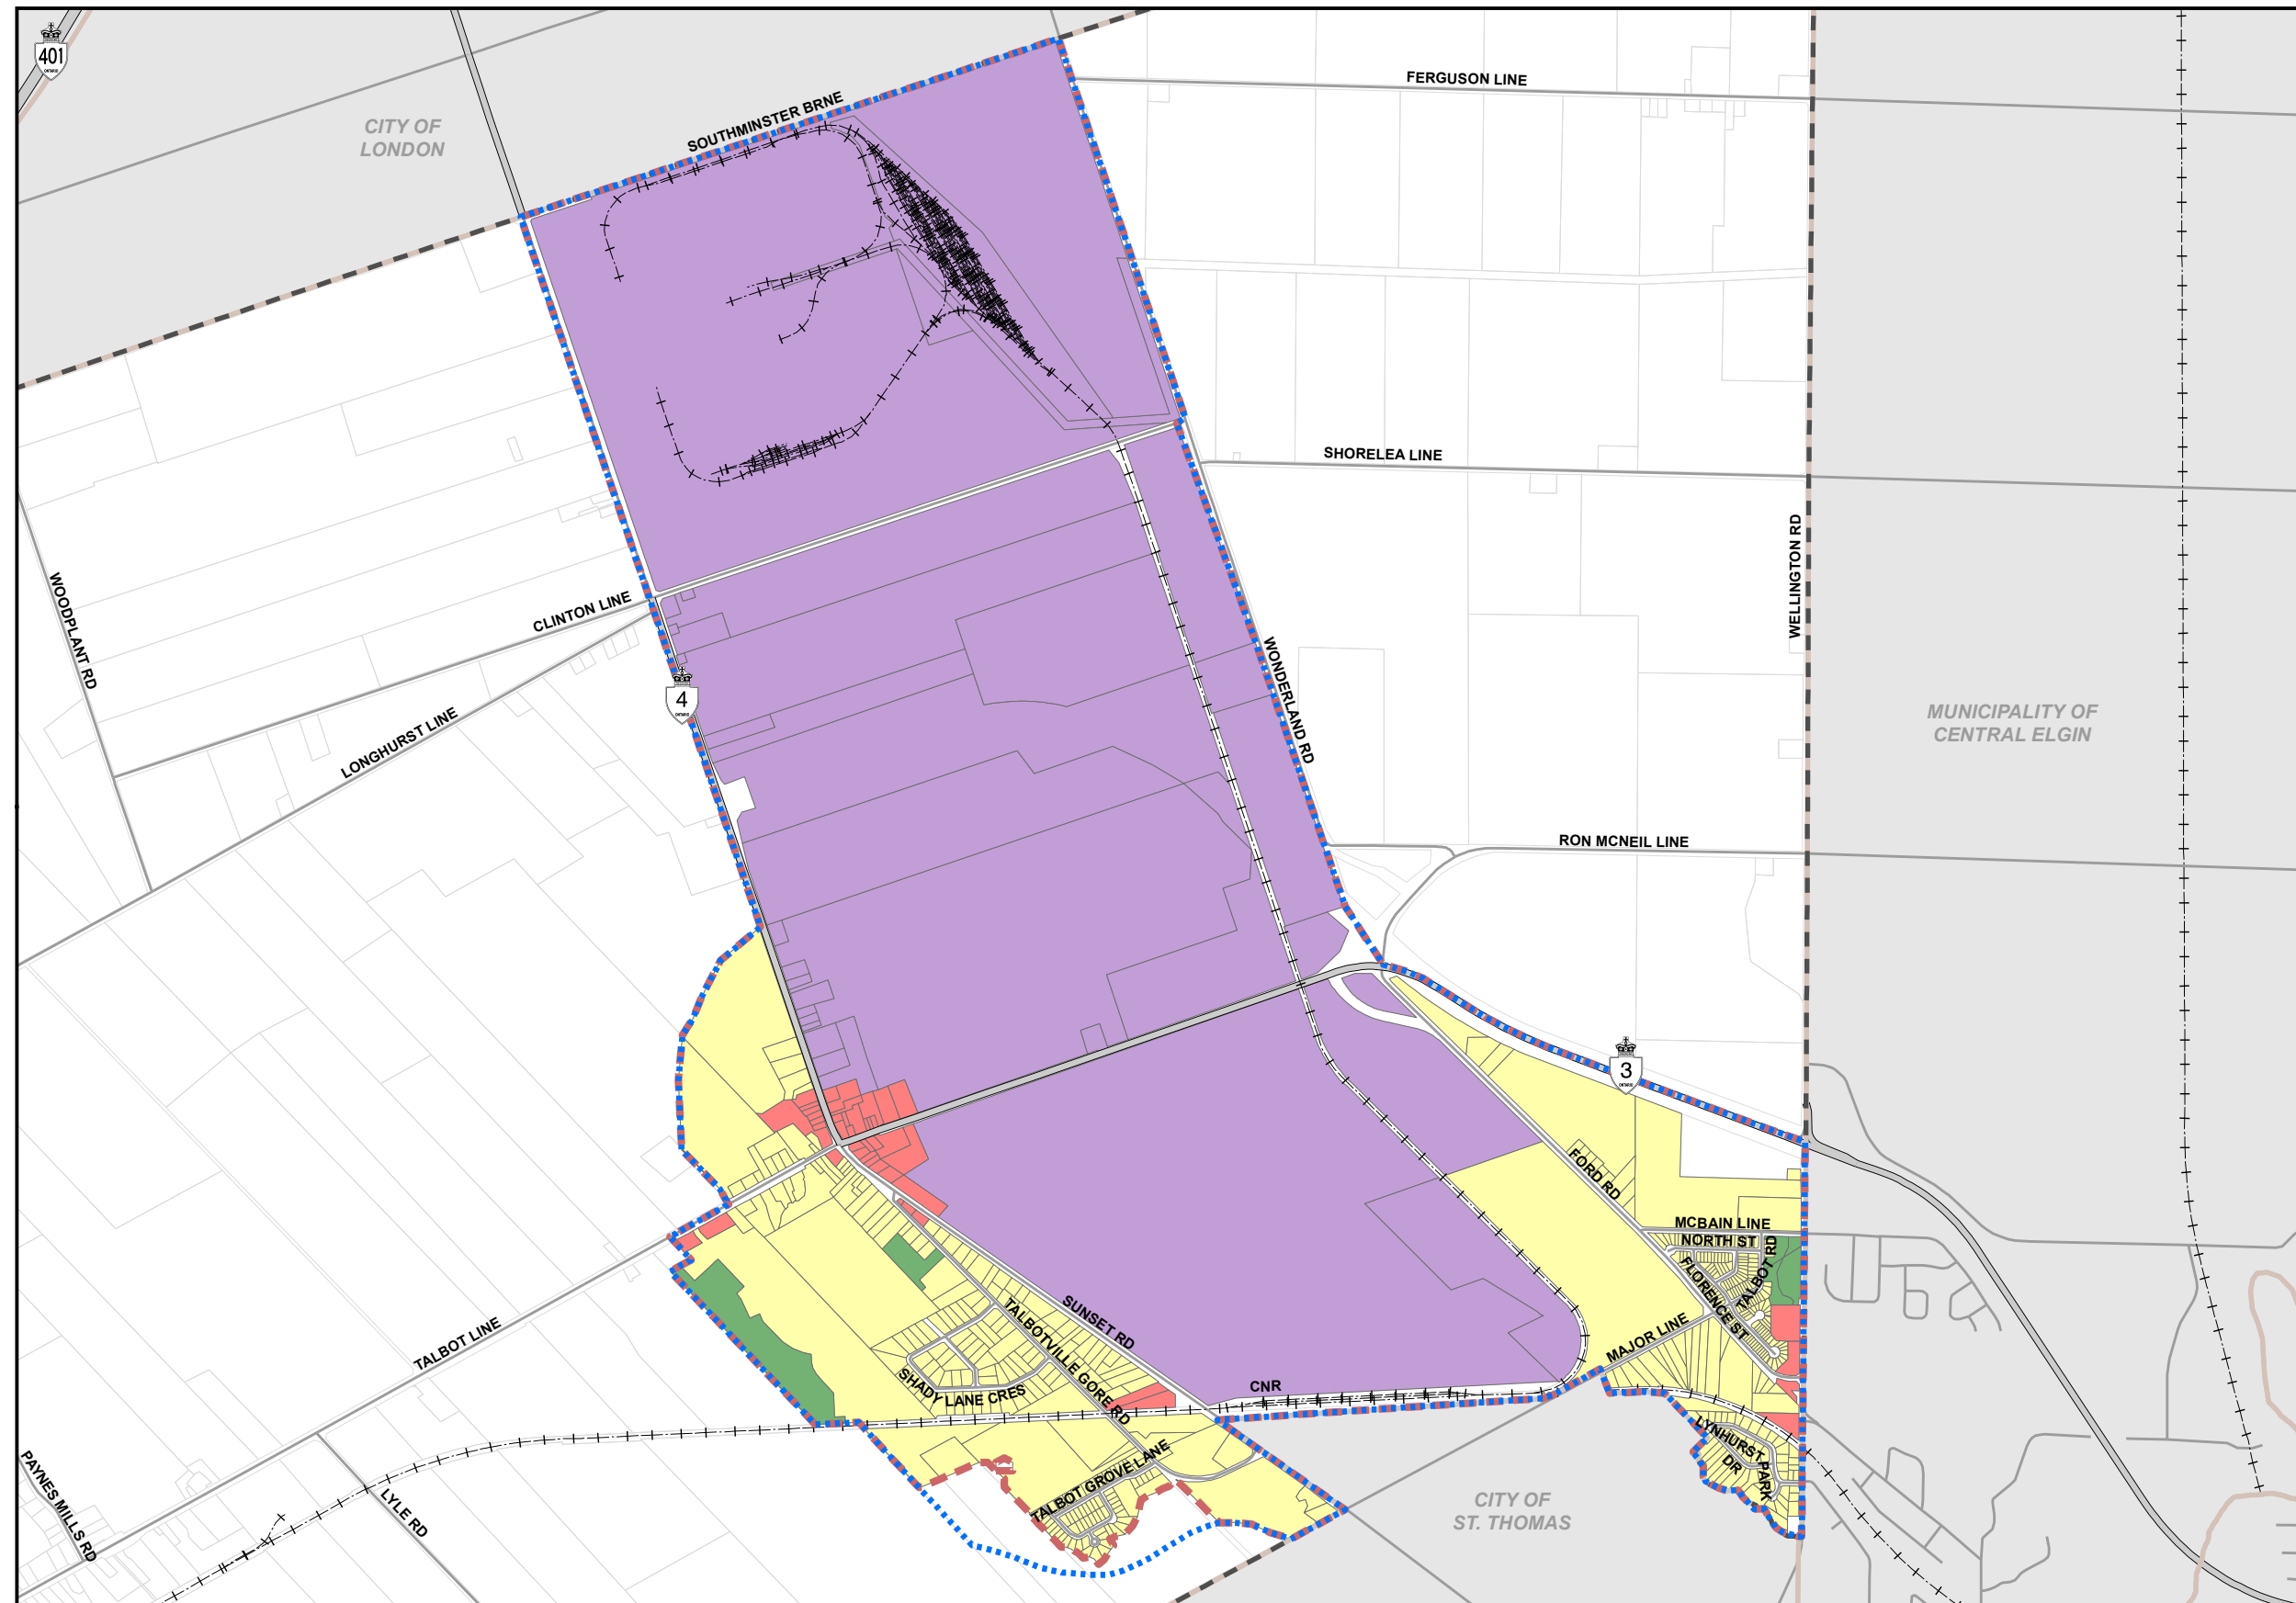 401
ONTARIO
CITY OF
LONDON
SOUTHMINSTER BRNE
FERGUSON LINE
SHORELEA LINE
WELLINGTON RD
WOODPLANT RD
CLINTON LINE
LONGHURST LINE
4
ONTARIO
WONDERLAND RD
MUNICIPALITY OF
CENTRAL ELGIN
RON MCNEIL LINE
3
ONTARIO
FORD RD
MCBAIN LINE
NORTH ST
TALBOT RD
FLORENCE ST
MAJOR LINE
TALBOT LINE
SUNSET RD
TALBOTVILLE GORE RD
SHADY LANE CRES
CNR
LYNHURST
DR
PARK
TALBOT GROVE LANE
PAYNES MILLS RD
LYLE RD
CITY OF
ST. THOMAS